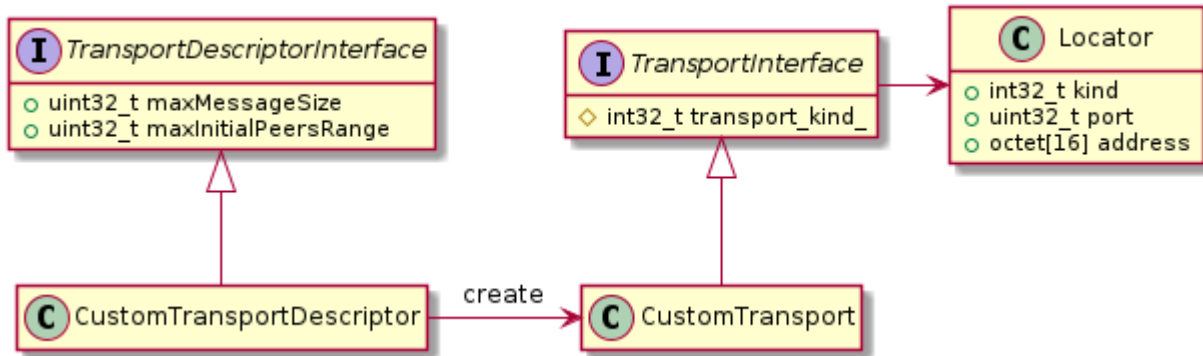 I TransportDescriptorInterface
uint32_t maxMessageSize
uint32_t maxInitialPeersRange
I TransportInterface
int32_t transport_kind_
C Locator
int32_t kind
uint32_t port
octet[16] address
C CustomTransportDescriptor
create
C CustomTransport